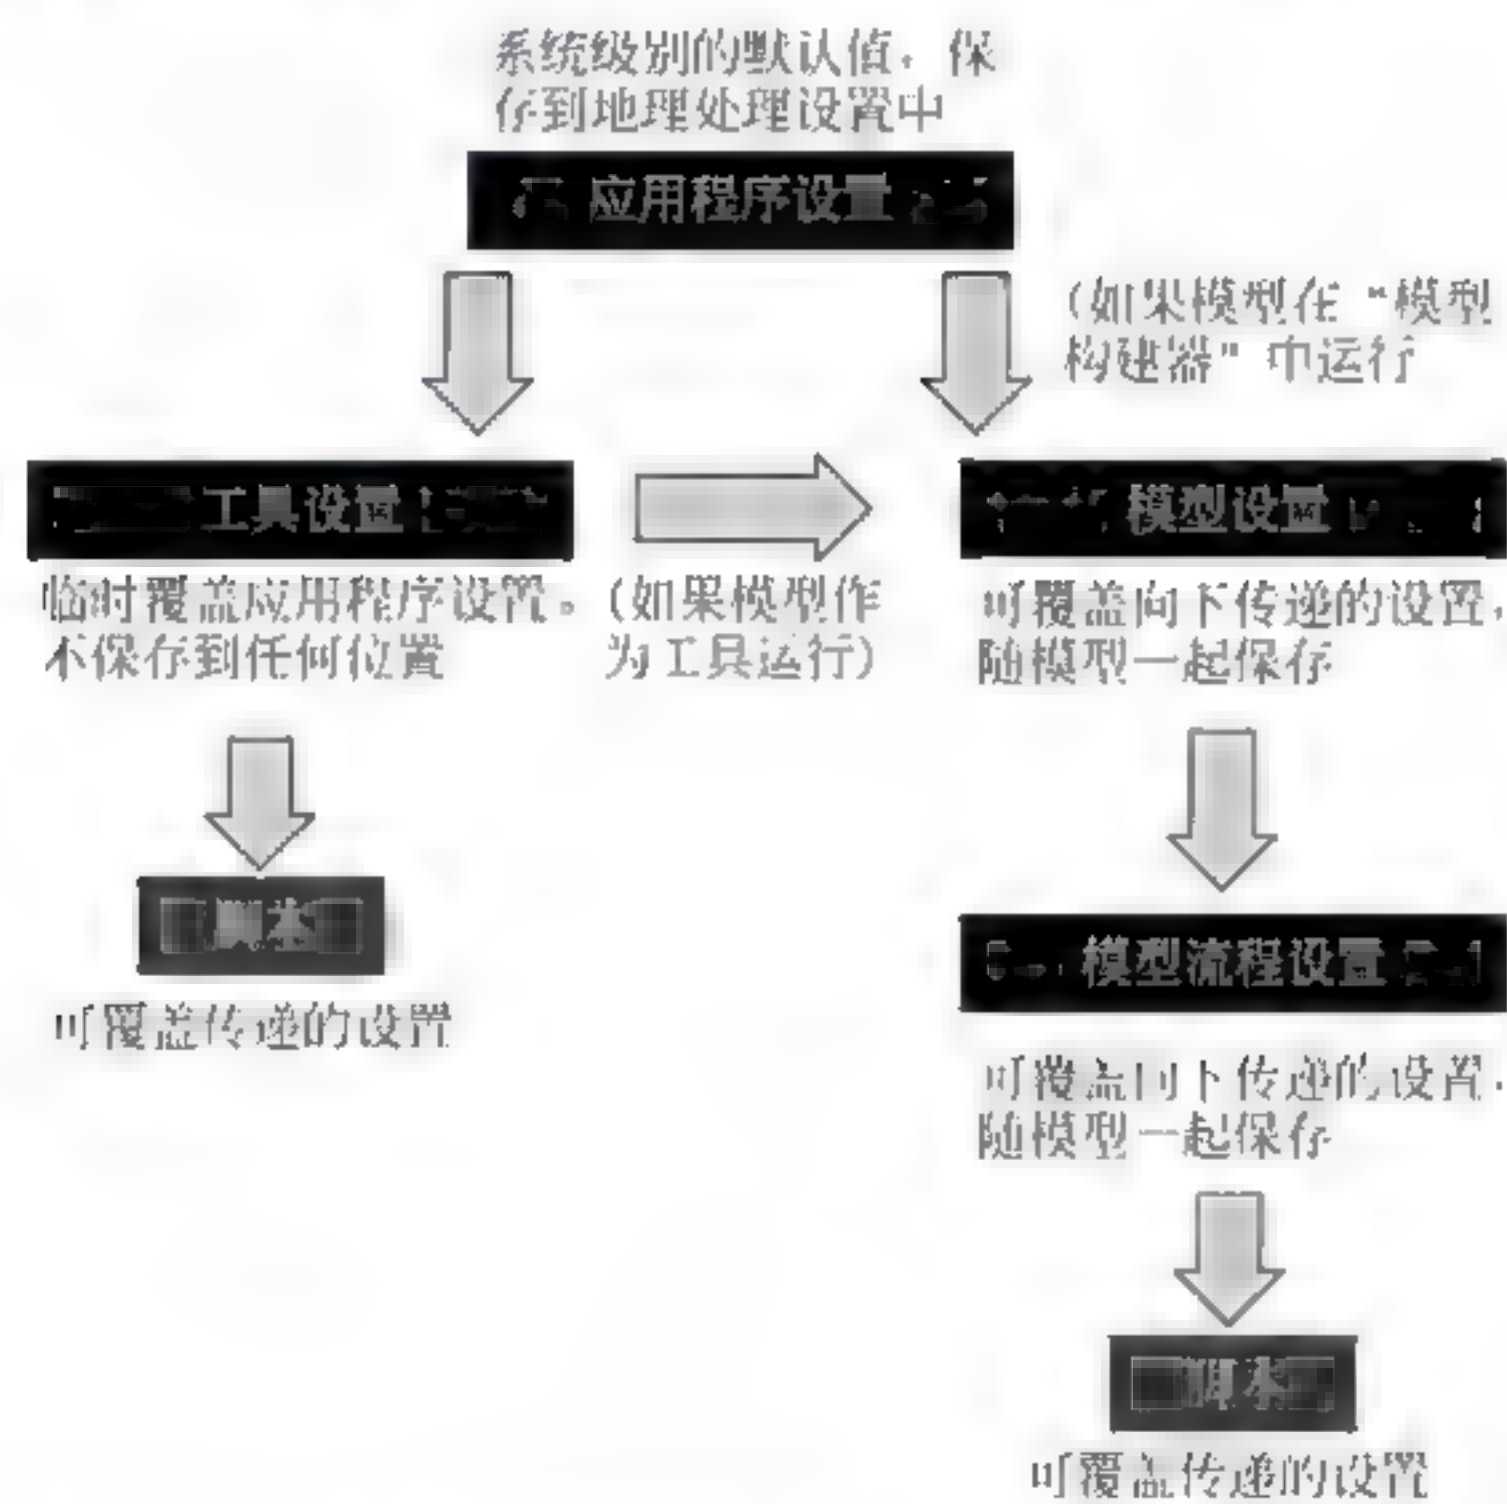 系统级别的默认值，保
存到地理处理设置中
应用程序设置
(如果模型在“模型
构建器”中运行
工具设置
模型设置
临时覆盖应用程序设置。
不保存到任何位置
(如果模型作
为工具运行)
可覆盖向下传递的设置，
随模型一起保存
脚本
可覆盖传递的设置
模型流程设置
可覆盖向下传递的设置，
随模型一起保存
脚本
可覆盖传递的设置